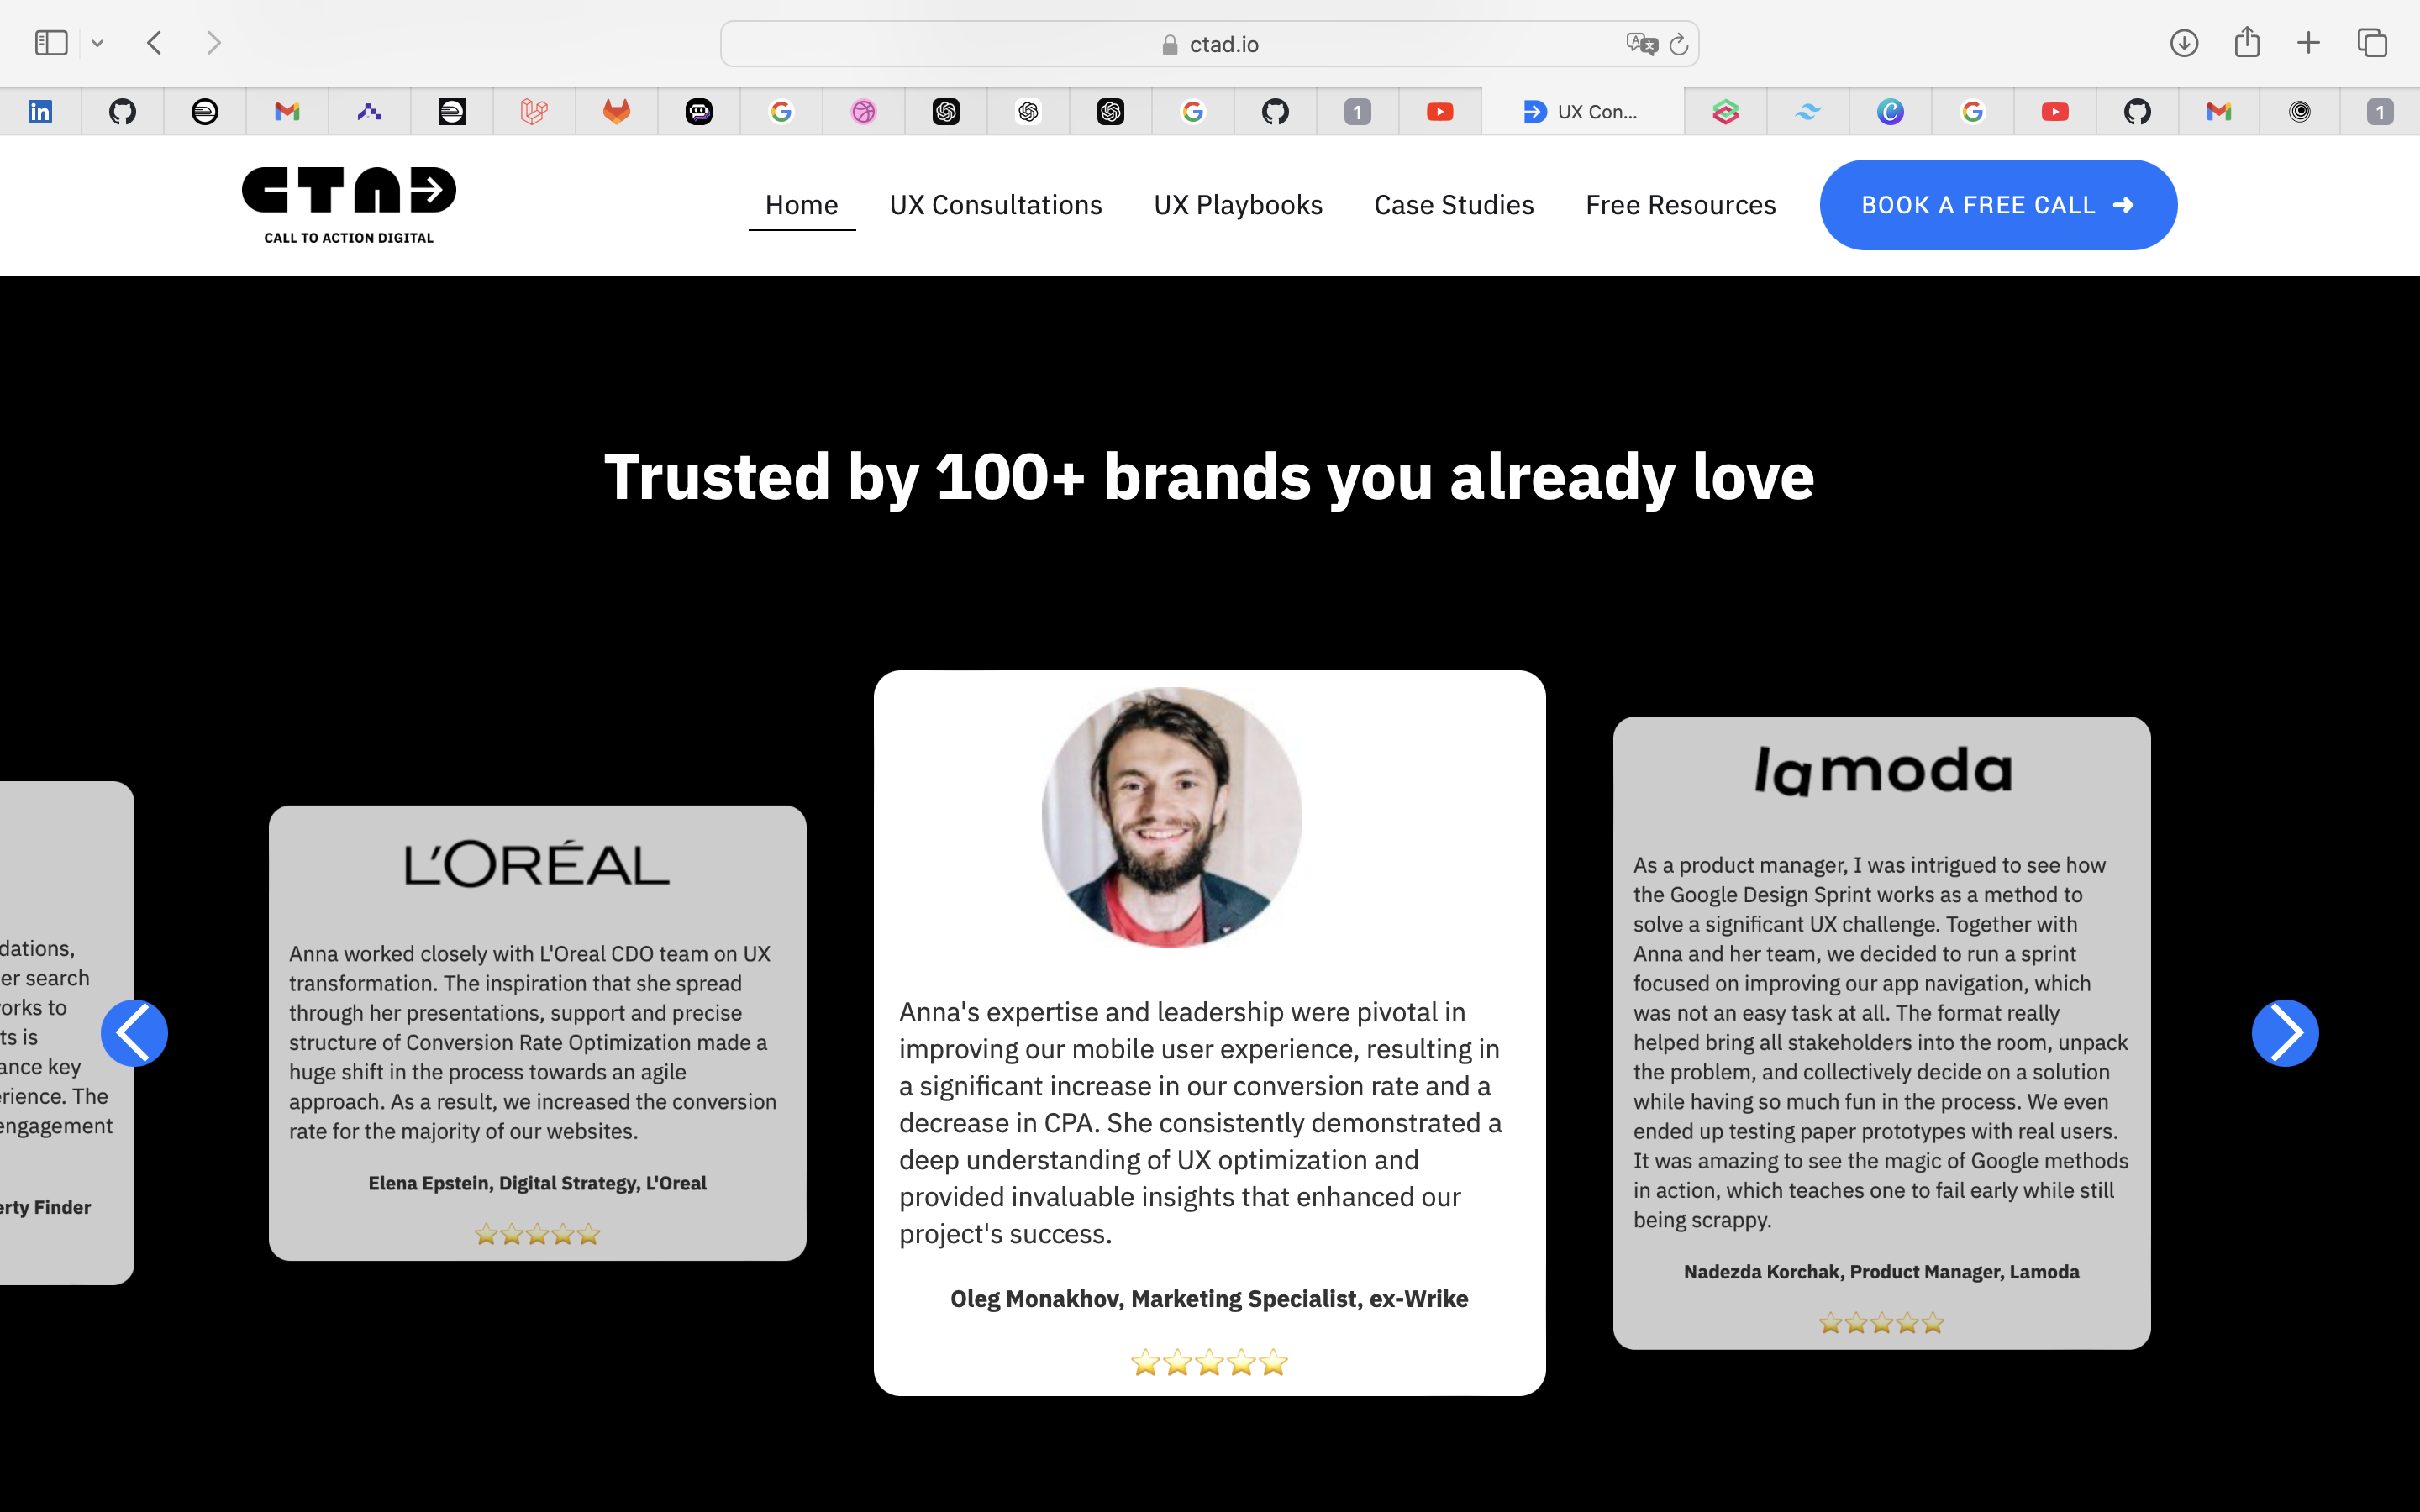 ctad.io
1
UX Con...
1
CTAD
CALL TO ACTION DIGITAL
Home
UX Consultations
UX Playbooks
Case Studies
Free Resources
BOOK A FREE CALL
Trusted by 100+ brands you already love
dations,
er search
orks to
ts is
ance key
rience. The
engagement
erty Finder
L'ORÉAL
Anna worked closely with L'Oreal CDO team on UX
transformation. The inspiration that she spread
through her presentations, support and precise
structure of Conversion Rate Optimization made a
huge shift in the process towards an agile
approach. As a result, we increased the conversion
rate for the majority of our websites.
Elena Epstein, Digital Strategy, L'Oreal
Anna's expertise and leadership were pivotal in
improving our mobile user experience, resulting in
a significant increase in our conversion rate and a
decrease in CPA. She consistently demonstrated a
deep understanding of UX optimization and
provided invaluable insights that enhanced our
project's success.
Oleg Monakhov, Marketing Specialist, ex-Wrike
lamoda
As a product manager, I was intrigued to see how
the Google Design Sprint works as a method to
solve a significant UX challenge. Together with
Anna and her team, we decided to run a sprint
focused on improving our app navigation, which
was not an easy task at all. The format really
helped bring all stakeholders into the room, unpack
the problem, and collectively decide on a solution
while having so much fun in the process. We even
ended up testing paper prototypes with real users.
It was amazing to see the magic of Google methods
in action, which teaches one to fail early while still
being scrappy.
Nadezda Korchak, Product Manager, Lamoda